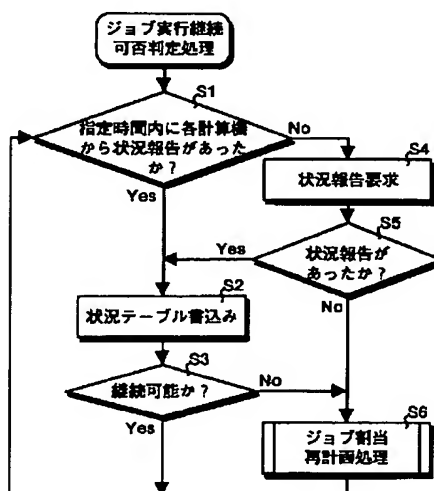 ジョブ実行継続
可否判定処理
S1
指定時間内に各計算機
から状況報告があった
か？
No
Yes
S4
状況報告要求
S5
状況報告が
あったか？
Yes
No
S2
状況テーブル書込み
S3
継続可能か？
No
Yes
S6
ジョブ割当
再計画処理